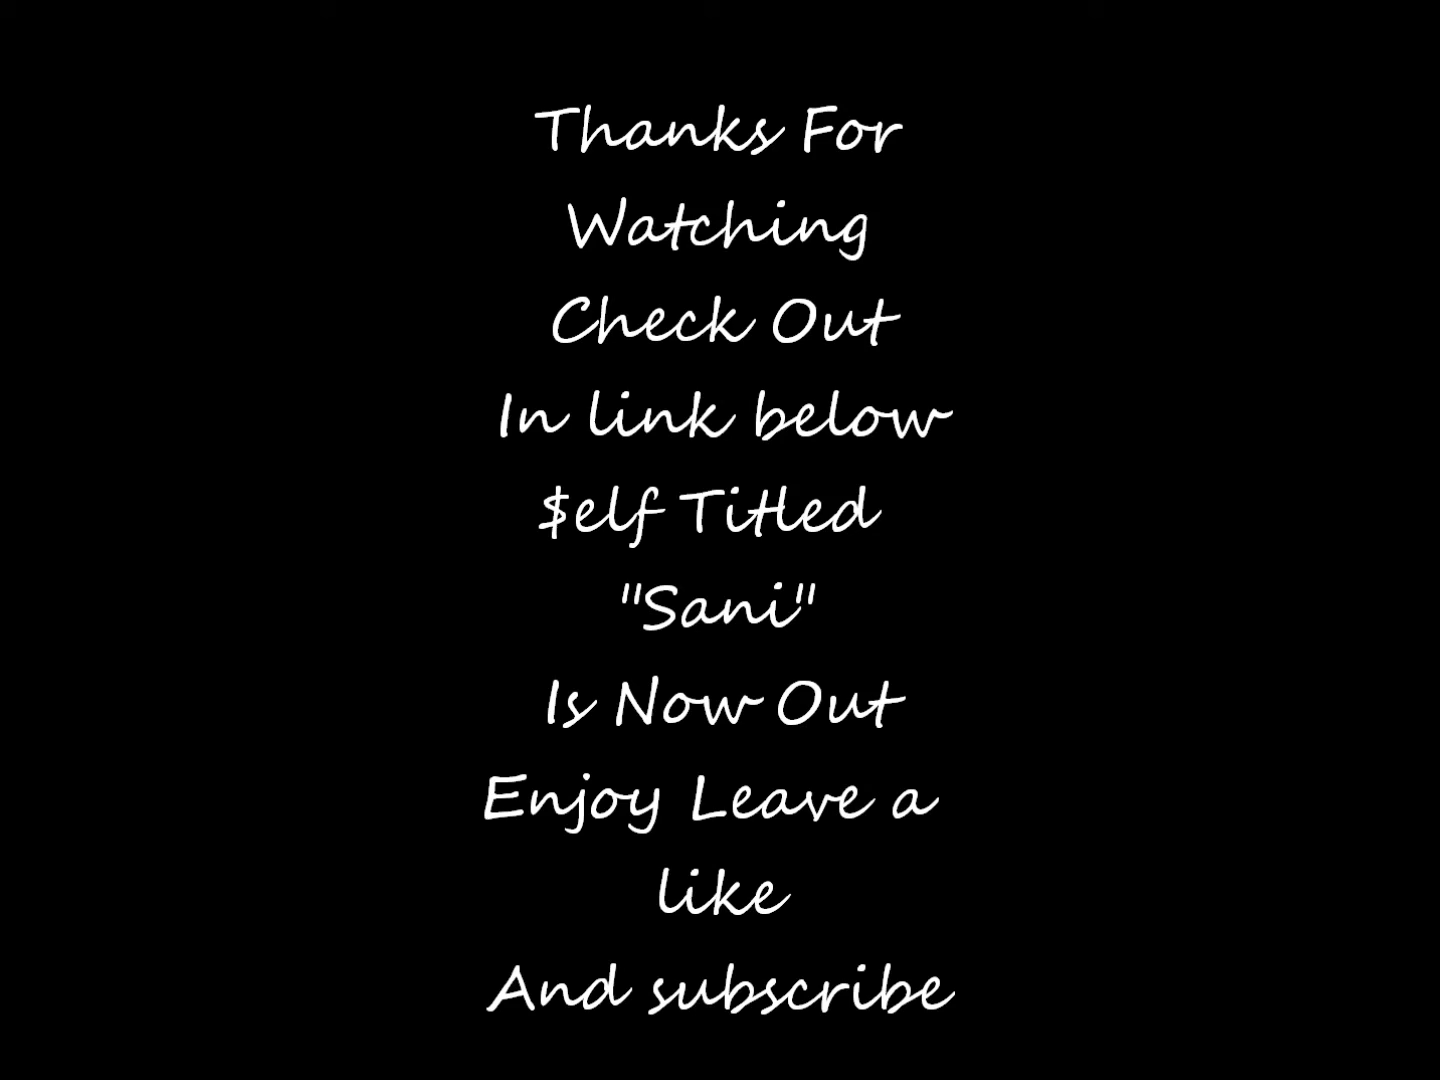 Thanks For
Watching
Check Out
In link below
$elf Titled
"Sani"
Is Now Out
Enjoy Leave a
like
And subscribe